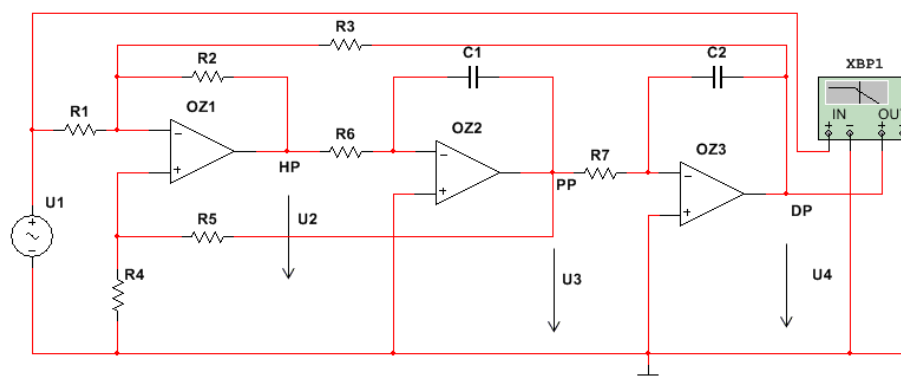 R3
C1
C2
XBP1
R2
OZ1
R1
OZ2
IN
OUT
R6
HP
R7
OZ3
PP
U1
R5
U2
DP
R4
U3
U4